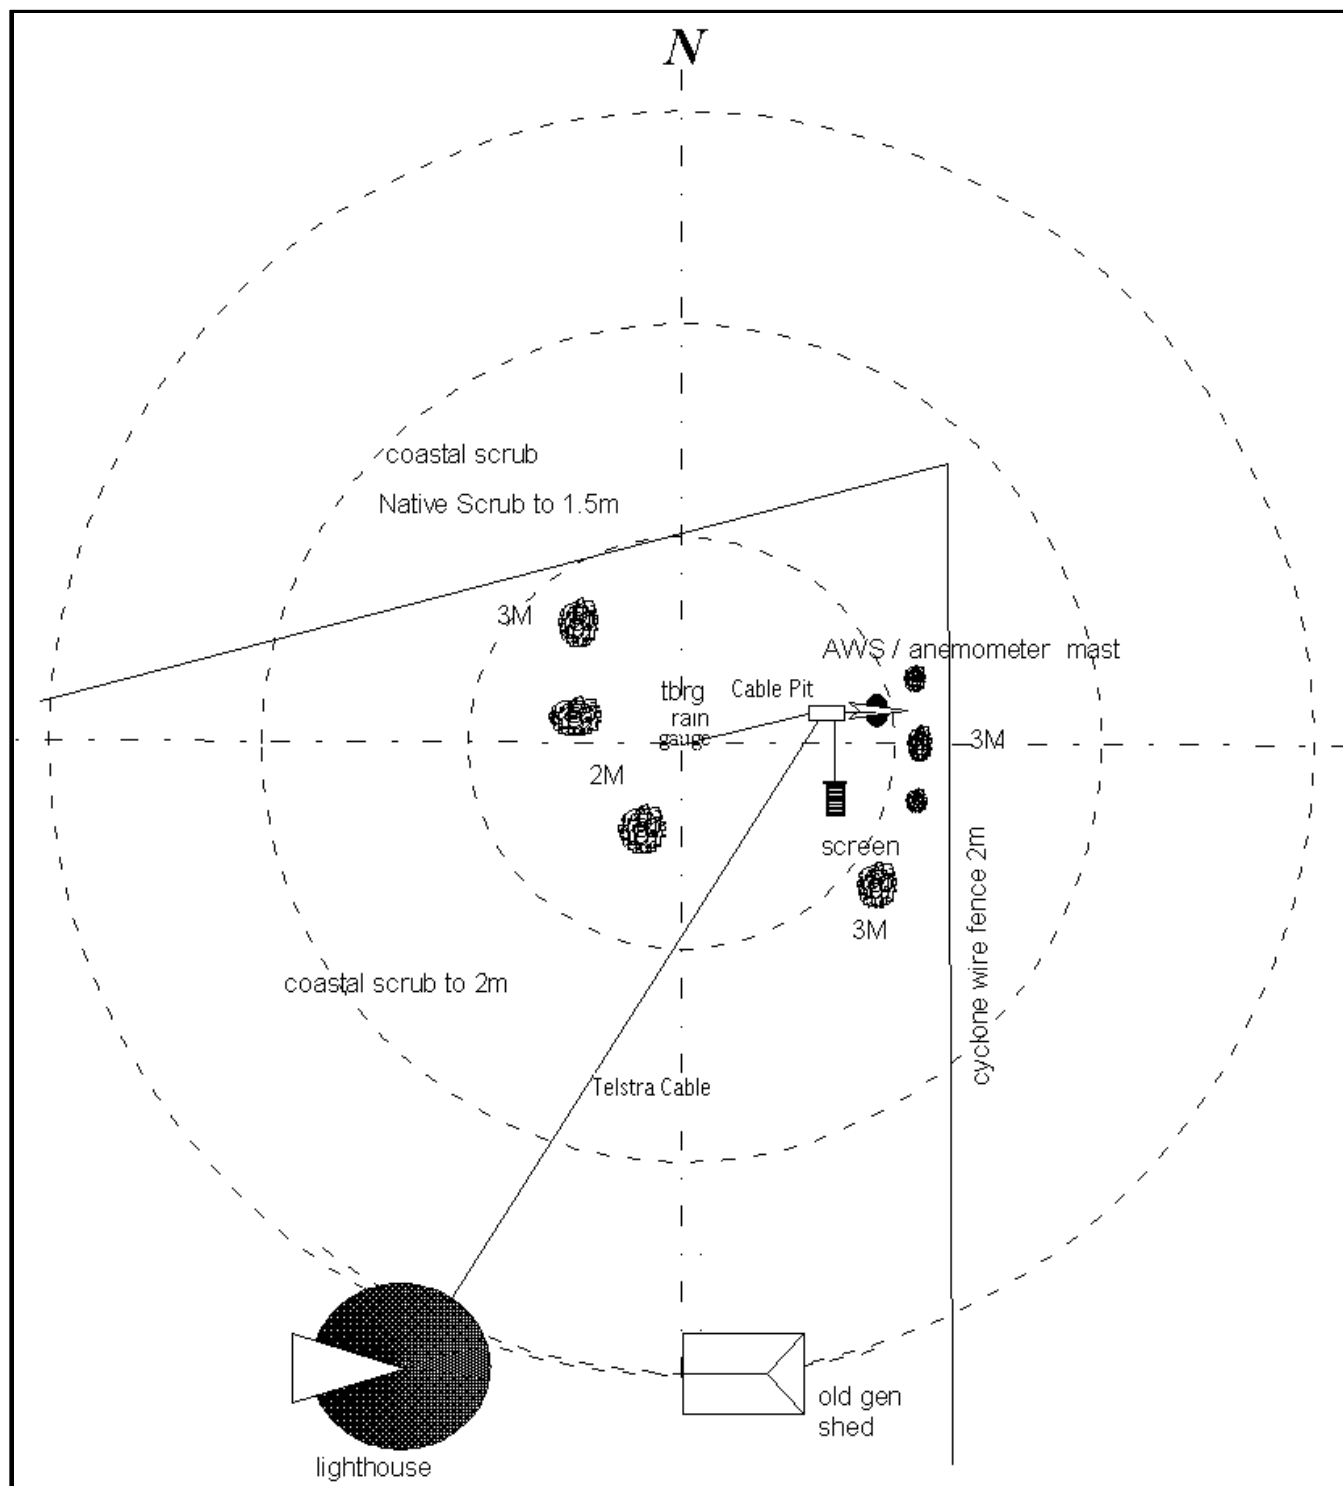 N
coastal scrub
Native Scrub to 1.5m
3M
AWS / anemometer mast
tbrg
rain
gauge
Cable Pit
3M
2M
screen
3M
cyclone wire fence 2m
coastal scrub to 2m
Telstra Cable
old gen
shed
lighthouse